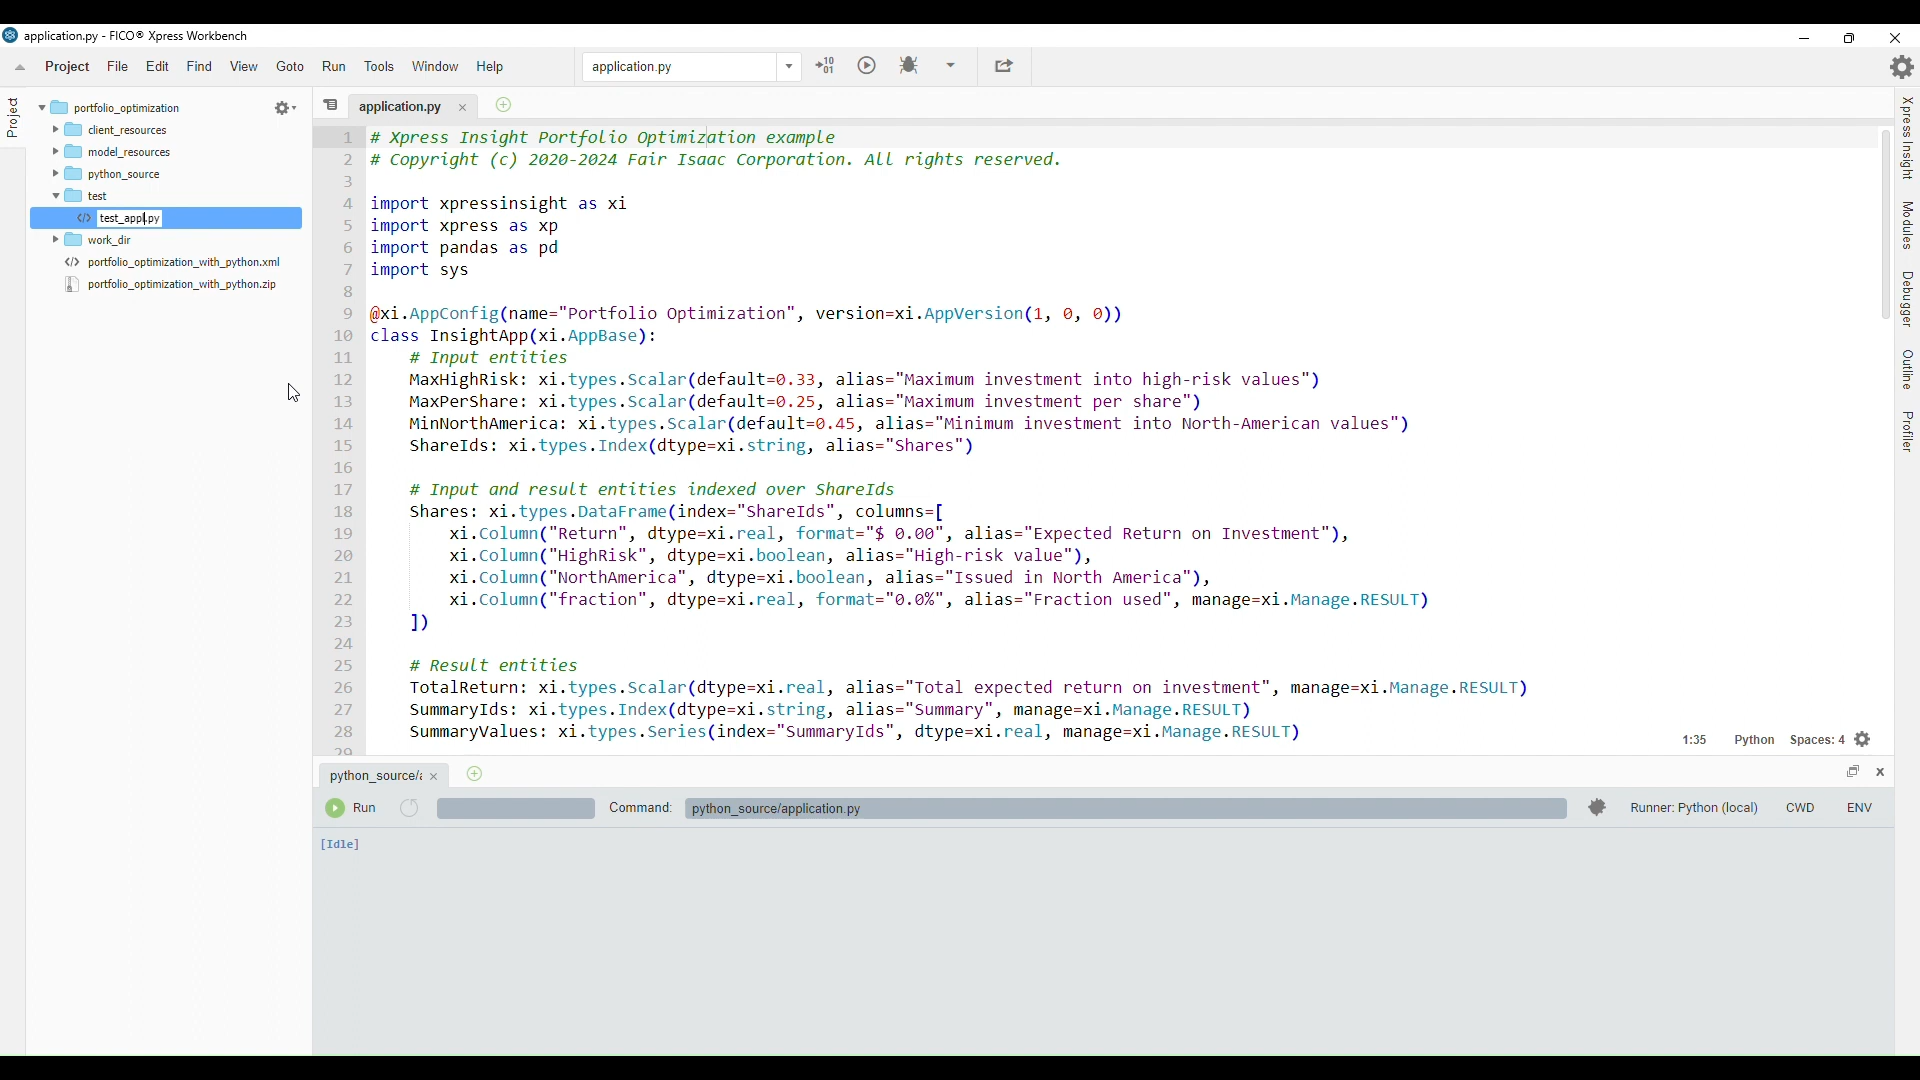 application.py - FICO® Xpress Workbench
Project File Edit Find View Goto Run Tools Window Help
application.py
Project
portfolio_optimization
client_resources
model_resources
python_source
test
test_appl.py
work_dir
portfolio_optimization_with_python.xml
portfolio_optimization_with_python.zip
application.py
1 # Xpress Insight Portfolio Optimization example
2 # Copyright (c) 2020-2024 Fair Isaac Corporation. All rights reserved.
3
4 import xpressinsight as xi
5 import xpress as xp
6 import pandas as pd
7 import sys
8
9 @xi.AppConfig(name="Portfolio Optimization", version=xi.AppVersion(1, 0, 0))
10 class InsightApp(xi.AppBase):
11 # Input entities
12 MaxHighRisk: xi.types.Scalar(default=0.33, alias="Maximum investment into high-risk values")
13 MaxPerShare: xi.types.Scalar(default=0.25, alias="Maximum investment per share")
14 MinNorthAmerica: xi.types.Scalar(default=0.45, alias="Minimum investment into North-American values")
15 ShareIds: xi.types.Index(dtype=xi.string, alias="Shares")
16
17 # Input and result entities indexed over ShareIds
18 Shares: xi.types.DataFrame(index="ShareIds", columns=[
19 xi.Column("Return", dtype=xi.real, format="$ 0.00", alias="Expected Return on Investment"),
20 xi.Column("HighRisk", dtype=xi.boolean, alias="High-risk value"),
21 xi.Column("NorthAmerica", dtype=xi.boolean, alias="Issued in North America"),
22 xi.Column("fraction", dtype=xi.real, format="0.0%", alias="Fraction used", manage=xi.Manage.RESULT)
23 ])
24
25 # Result entities
26 TotalReturn: xi.types.Scalar(dtype=xi.real, alias="Total expected return on investment", manage=xi.Manage.RESULT)
27 SummaryIds: xi.types.Index(dtype=xi.string, alias="Summary", manage=xi.Manage.RESULT)
28 SummaryValues: xi.types.Series(index="SummaryIds", dtype=xi.real, manage=xi.Manage.RESULT)
29
1:35 Python Spaces: 4
Xpress Insight
Modules
Debugger
Outline
Profiler
python_source/a
Run Command: python_source/application.py Runner: Python (local) CWD ENV
[Idle]